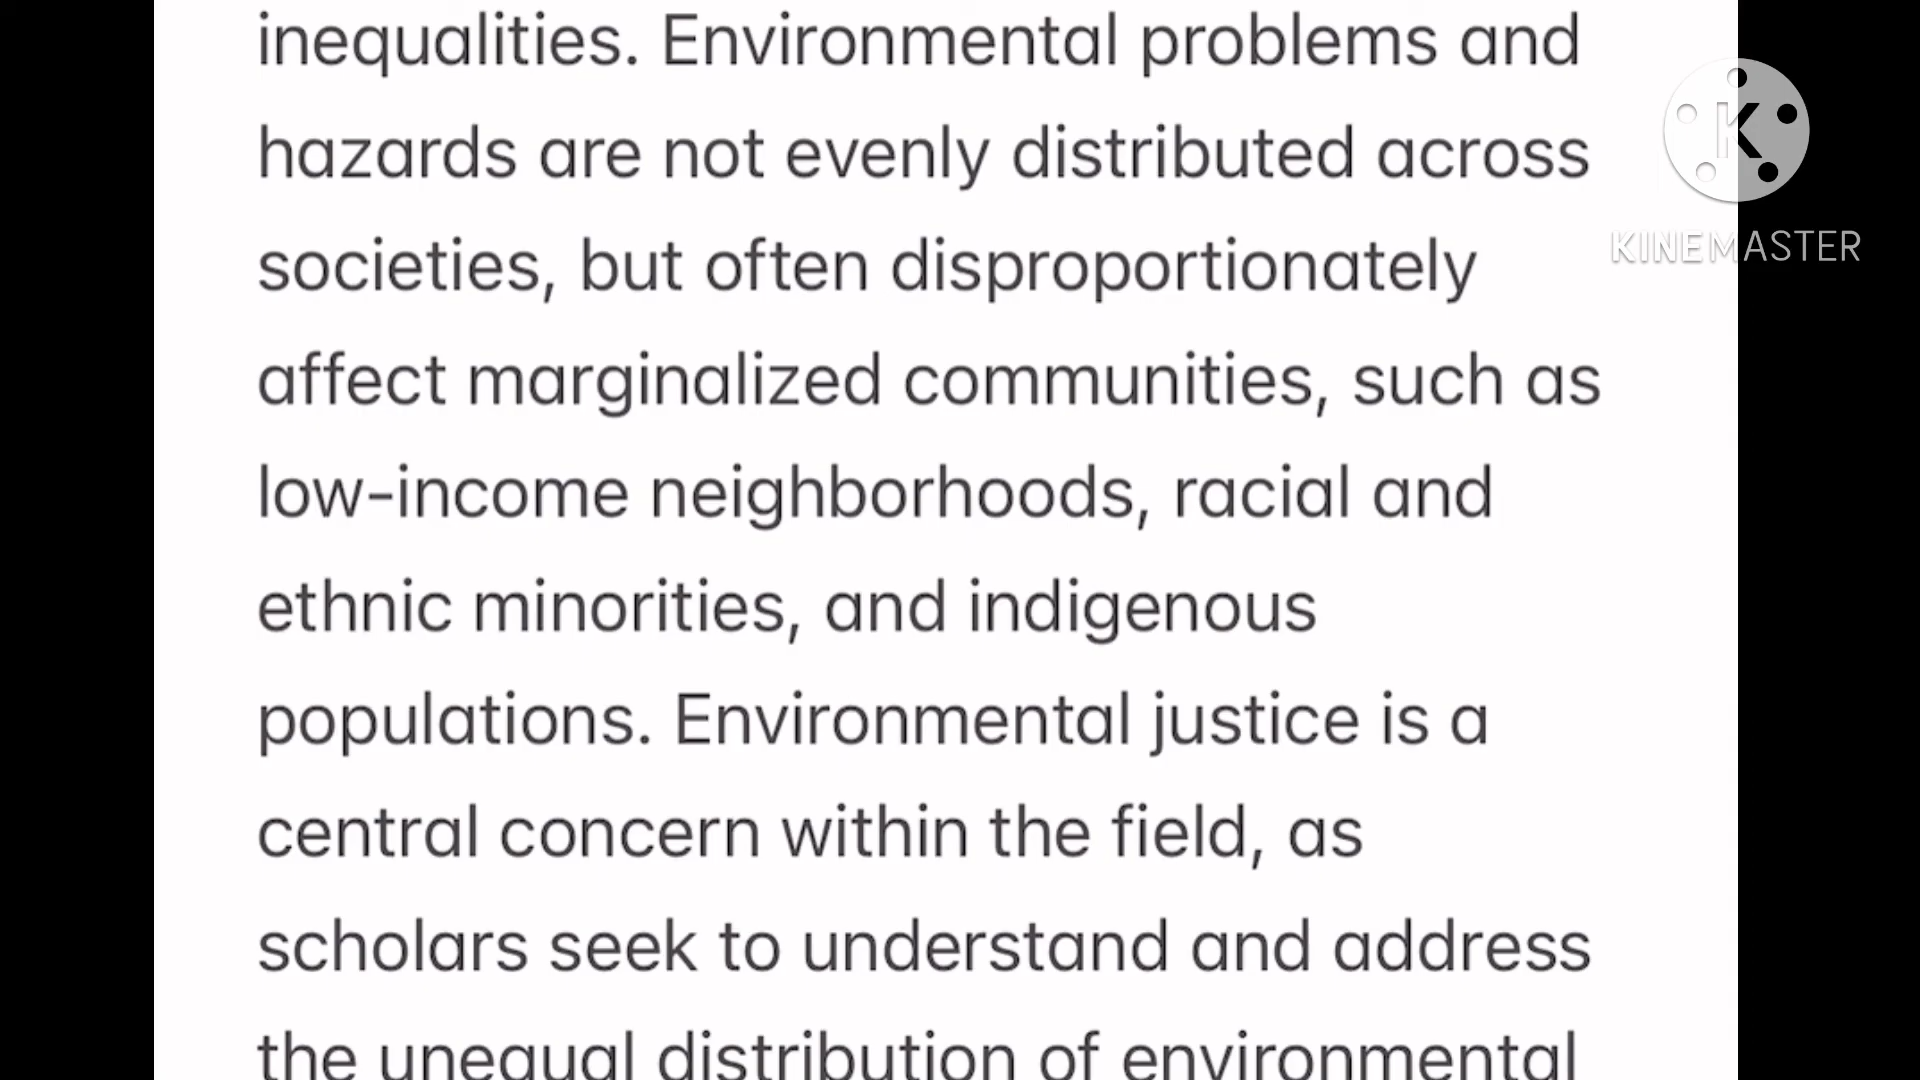 inequalities. Environmental problems and
hazards are not evenly distributed across
societies, but often disproportionately
affect marginalized communities, such as
low-income neighborhoods, racial and
ethnic minorities, and indigenous
populations. Environmental justice is a
central concern within the field, as
scholars seek to understand and address
the unequal distribution of environmental
K
KINEMASTER